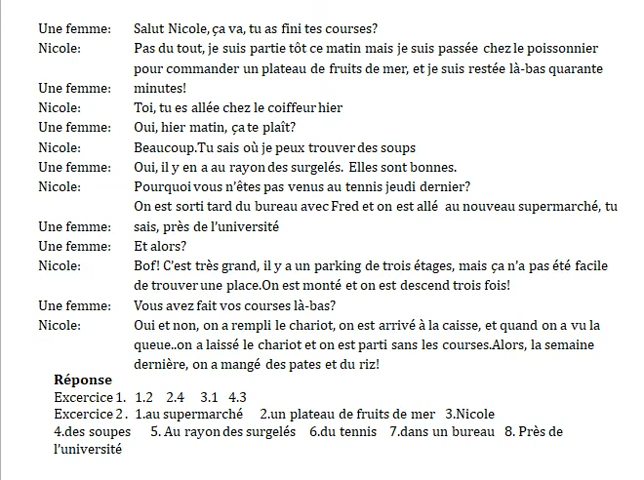 Une femme: Salut Nicole, ça va, tu as fini tes courses?
Nicole: Pas du tout, je suis partie tôt ce matin mais je suis passée chez le poissonnier
pour commander un plateau de fruits de mer, et je suis restée là-bas quarante
Une femme: minutes!
Nicole: Toi, tu es allée chez le coiffeur hier
Une femme: Oui, hier matin, ça te plaît?
Nicole: Beaucoup.Tu sais où je peux trouver des soups
Une femme: Oui, il y en a au rayon des surgelés. Elles sont bonnes.
Nicole: Pourquoi vous n'êtes pas venus au tennis jeudi dernier?
On est sorti tard du bureau avec Fred et on est allé au nouveau supermarché, tu
Une femme: sais, près de l'université
Une femme: Et alors?
Nicole: Bof! C'est très grand, il y a un parking de trois étages, mais ça n'a pas été facile
de trouver une place.On est monté et on est descend trois fois!
Une femme: Vous avez fait vos courses là-bas?
Nicole: Oui et non, on a rempli le chariot, on est arrivé à la caisse, et quand on a vu la
queue..on a laissé le chariot et on est parti sans les courses.Alors, la semaine
dernière, on a mangé des pates et du riz!
Réponse
Excercice 1. 1.2 2.4 3.1 4.3
Excercice 2. 1.au supermarché 2.un plateau de fruits de mer 3.Nicole
4.des soupes 5. Au rayon des surgelés 6.du tennis 7.dans un bureau 8. Près de
l'université